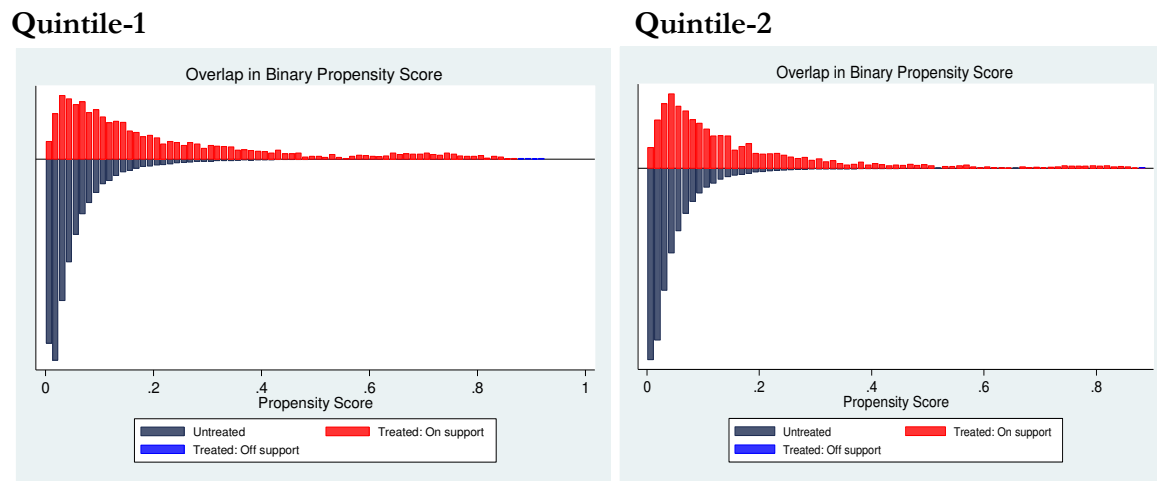 Quintile-1
Overlap in Binary Propensity Score
0 .2 .4 .6 .8 1
Propensity Score
Untreated Treated: On support
Treated: Off support
Quintile-2
Overlap in Binary Propensity Score
0 .2 .4 .6 .8
Propensity Score
Untreated Treated: On support
Treated: Off support